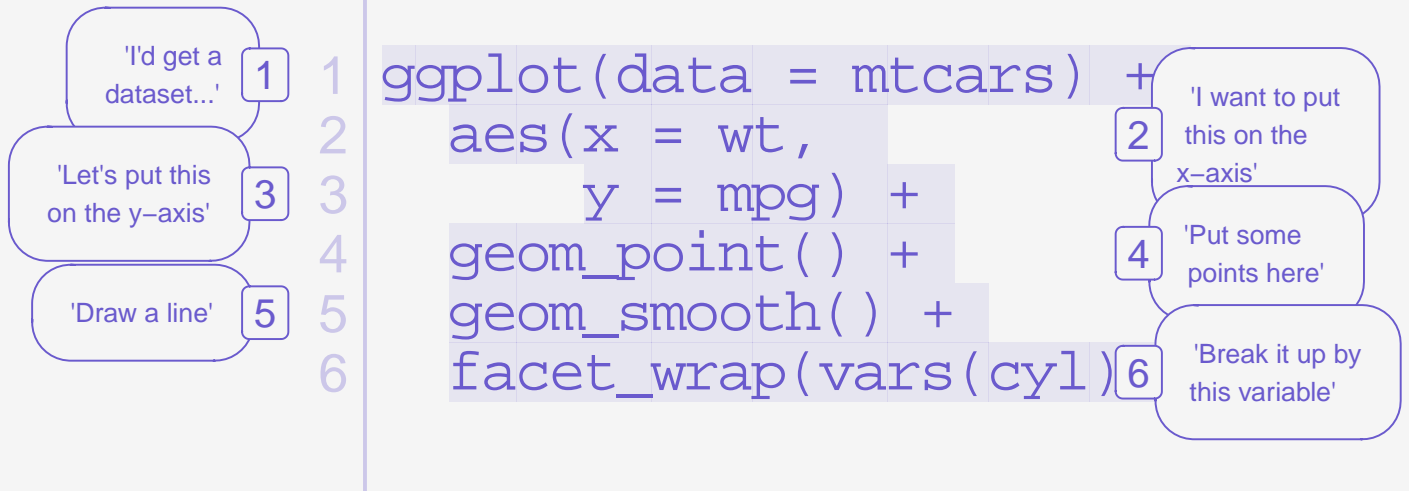 'I'd get a
dataset...'
1
1 ggplot(data = mtcars) +
'I want to put
this on the
x−axis'
2
2 aes(x = wt,
'Let's put this
on the y−axis'
3
3 y = mpg) +
'Put some
points here'
4
4 geom_point() +
'Draw a line'
5
5 geom_smooth() +
6 facet_wrap(vars(cyl)
6
'Break it up by
this variable'